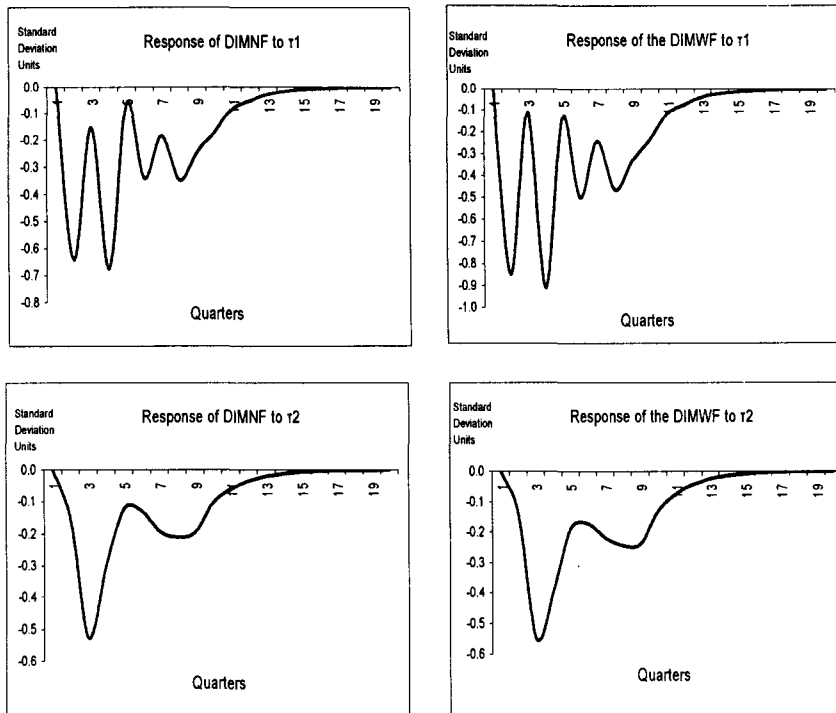 Standard
Deviation
Units
Response of DIMNF to τ1
0.0
-0.1
-0.2
-0.3
-0.4
-0.5
-0.6
-0.7
-0.8
1 3 5 7 9 11 13 15 17 19
Quarters
Standard
Deviation
Units
Response of the DIMWF to τ1
0.0
-0.1
-0.2
-0.3
-0.4
-0.5
-0.6
-0.7
-0.8
-0.9
-1.0
1 3 5 7 9 11 13 15 17 19
Quarters
Standard
Deviation
Units
Response of DIMNF to τ2
0.0
-0.1
-0.2
-0.3
-0.4
-0.5
-0.6
1 3 5 7 9 11 13 15 17 19
Quarters
Standard
Deviation
Units
Response of the DIMWF to τ2
0.0
-0.1
-0.2
-0.3
-0.4
-0.5
-0.6
1 3 5 7 9 11 13 15 17 19
Quarters